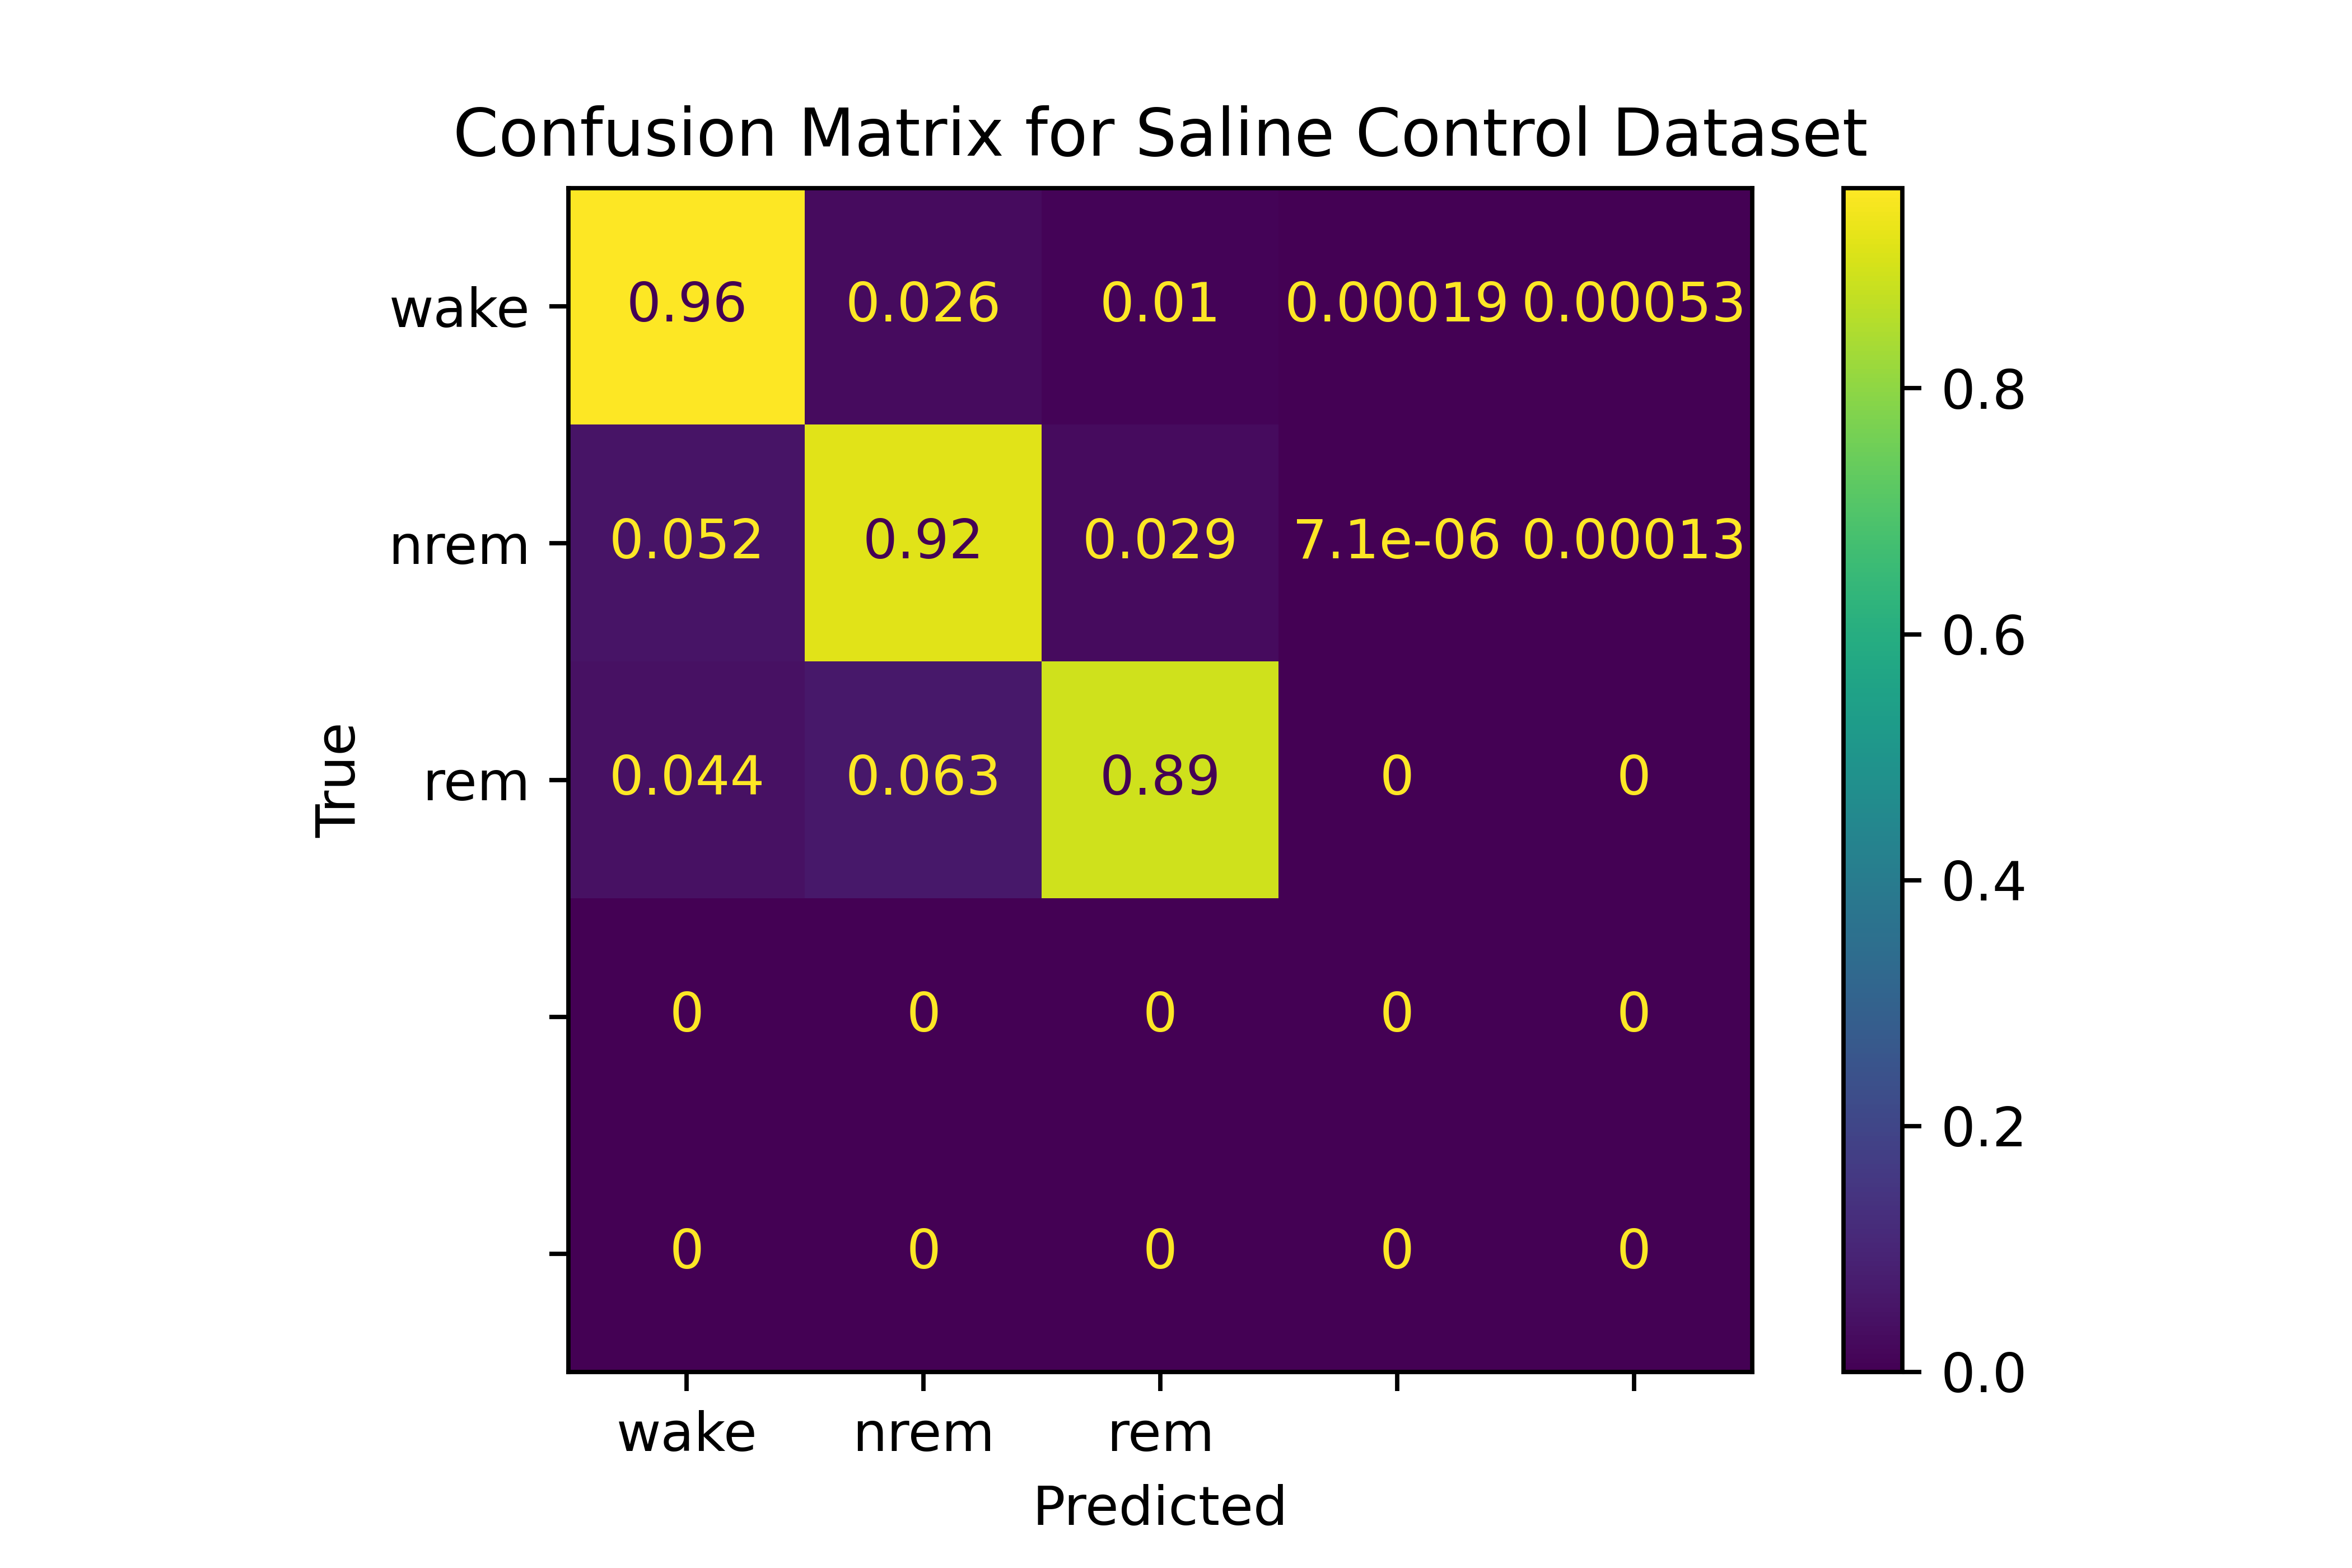 Confusion Matrix for Saline Control Dataset
wake 0.96 0.026 0.01 0.00019 0.00053
0.8
nrem 0.052 0.92 0.029 7.1e-06 0.00013
0.6
True
rem 0.044 0.063 0.89 0 0
0.4
0 0 0 0 0
0.2
0 0 0 0 0
0.0
wake nrem rem
Predicted